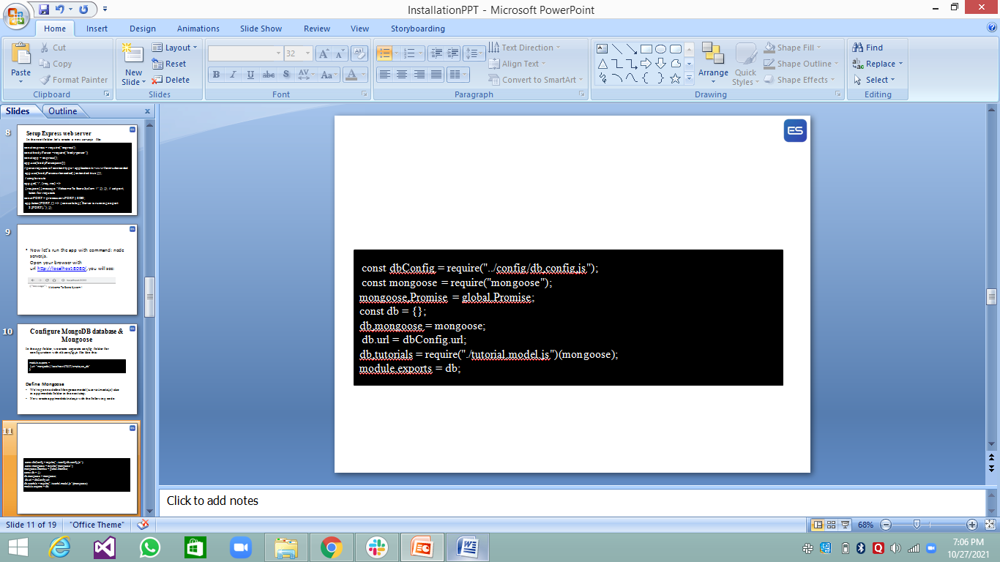 InstallationPPT - Microsoft PowerPoint
Home Insert Design Animations Slide Show Review View Storyboarding
Paste
Cut
Copy
Format Painter
Clipboard
New Slide
Layout
Reset
Delete
Slides
32
B I U abc S AV Aa A
Font
Text Direction
Align Text
Convert to SmartArt
Paragraph
Arrange
Quick Styles
Shape Fill
Shape Outline
Shape Effects
Drawing
Find
Replace
Select
Editing
Slides Outline x
8
ES
Setup Express web server
9
ES
Now let's run the app with command: node
server.js.
Open your browser with
url http://localhost:8080/, you will see:
10
ES
Configure MongoDB database &
Mongoose
Define Mongoose
11
ES
ES
const dbConfig = require("../config/db.config.js");
const mongoose = require("mongoose");
mongoose.Promise = global.Promise;
const db = {};
db.mongoose = mongoose;
db.url = dbConfig.url;
db.tutorials = require("./tutorial.model.js")(mongoose);
module.exports = db;
Click to add notes
Slide 11 of 19 "Office Theme" 68%
7:06 PM
10/27/2021